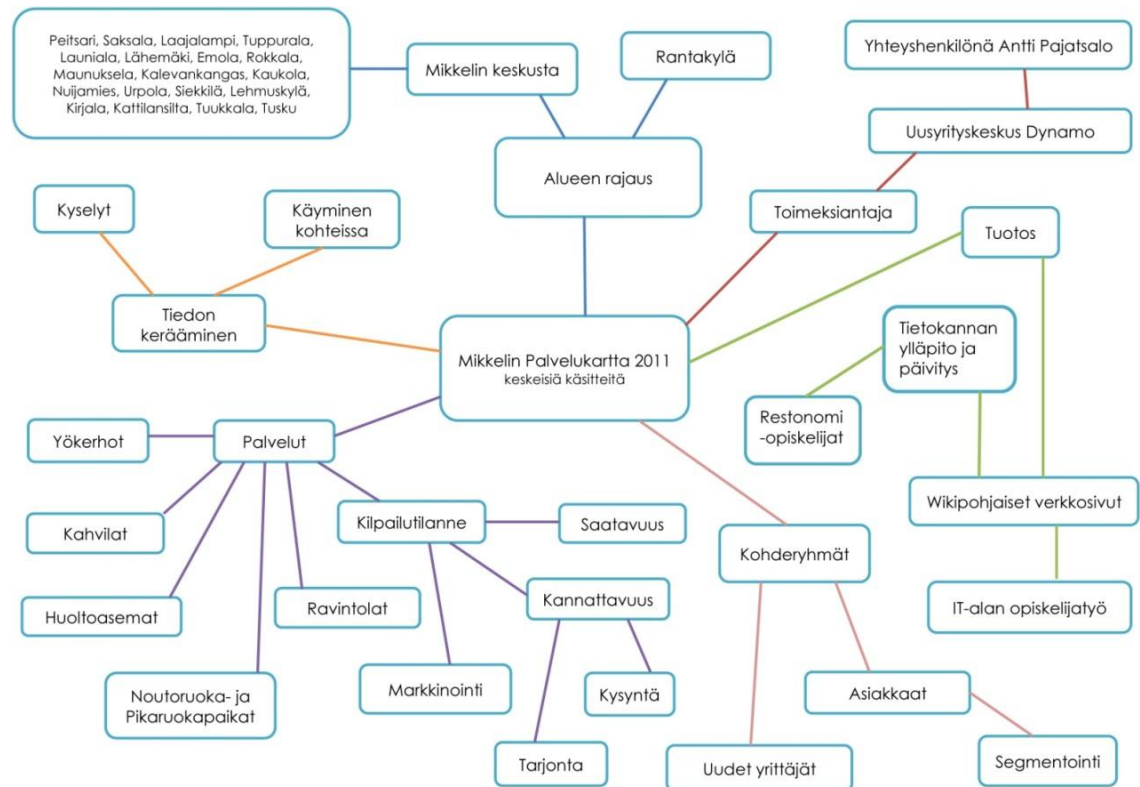 Peitsari, Saksala, Laajalampi, Tuppurala,
Launiala, Lähemäki, Emola, Rokkala,
Maunuksela, Kalevankangas, Kaukola,
Nuijamies, Urpola, Siekkilä, Lehmuskylä,
Kirjala, Kattilansilta, Tuukkala, Tusku
Mikkelin keskusta
Rantakylä
Yhteyshenkilönä Antti Pajatsalo
Uusyrityskeskus Dynamo
Alueen rajaus
Toimeksiantaja
Kyselyt
Käyminen
kohteissa
Tuotos
Tiedon
kerääminen
Mikkelin Palvelukartta 2011
keskeisiä käsitteitä
Tietokannan
ylläpito ja
päivitys
Restonomi
-opiskelijat
Yökerhot
Palvelut
Kahvilat
Kilpailutilanne
Saatavuus
Wikipohjaiset verkkosivut
Kohderyhmät
Huoltoasemat
Ravintolat
Kannattavuus
IT-alan opiskelijatyö
Noutoruoka- ja
Pikaruokapaikat
Markkinointi
Kysyntä
Asiakkaat
Tarjonta
Uudet yrittäjät
Segmentointi